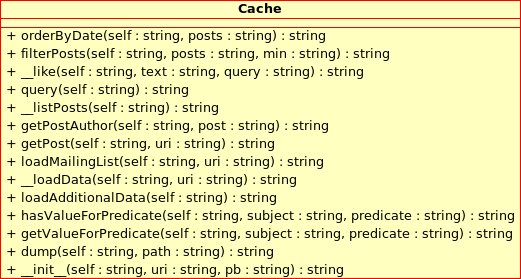 Cache
+ orderByDate(self : string, posts : string) : string
+ filterPosts(self : string, posts : string, min : string) : string
+ __like(self : string, text : string, query : string) : string
+ query(self : string) : string
+ __listPosts(self : string) : string
+ getPostAuthor(self : string, post : string) : string
+ getPost(self : string, uri : string) : string
+ loadMailingList(self : string, uri : string) : string
+ __loadData(self : string, uri : string) : string
+ loadAdditionalData(self : string) : string
+ hasValueForPredicate(self : string, subject : string, predicate : string) : string
+ getValueForPredicate(self : string, subject : string, predicate : string) : string
+ dump(self : string, path : string) : string
+ __init__(self : string, uri : string, pb : string) : string